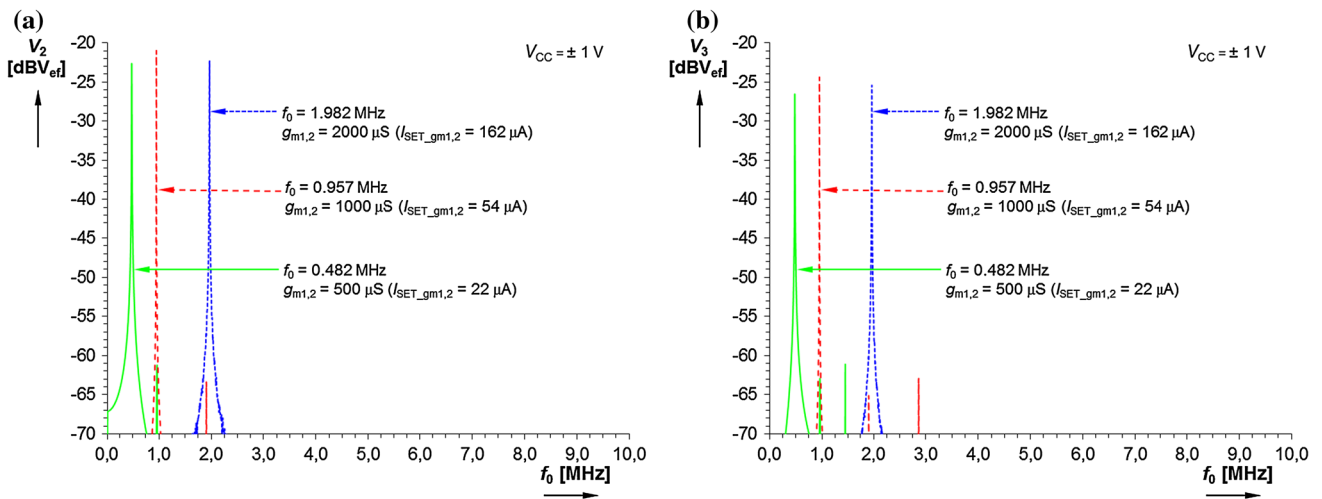 (a)
V2
[dBVef]
VCC = ± 1 V
-20
-25
-30
-35
-40
-45
-50
-55
-60
-65
-70
f0 = 1.982 MHz
gm1,2 = 2000 µS (ISET_gm1,2 = 162 µA)
f0 = 0.957 MHz
gm1,2 = 1000 µS (ISET_gm1,2 = 54 µA)
f0 = 0.482 MHz
gm1,2 = 500 µS (ISET_gm1,2 = 22 µA)
0,0 1,0 2,0 3,0 4,0 5,0 6,0 7,0 8,0 9,0 10,0
f0 [MHz]
(b)
V3
[dBVef]
VCC = ± 1 V
-20
-25
-30
-35
-40
-45
-50
-55
-60
-65
-70
f0 = 1.982 MHz
gm1,2 = 2000 µS (ISET_gm1,2 = 162 µA)
f0 = 0.957 MHz
gm1,2 = 1000 µS (ISET_gm1,2 = 54 µA)
f0 = 0.482 MHz
gm1,2 = 500 µS (ISET_gm1,2 = 22 µA)
0,0 1,0 2,0 3,0 4,0 5,0 6,0 7,0 8,0 9,0 10,0
f0 [MHz]